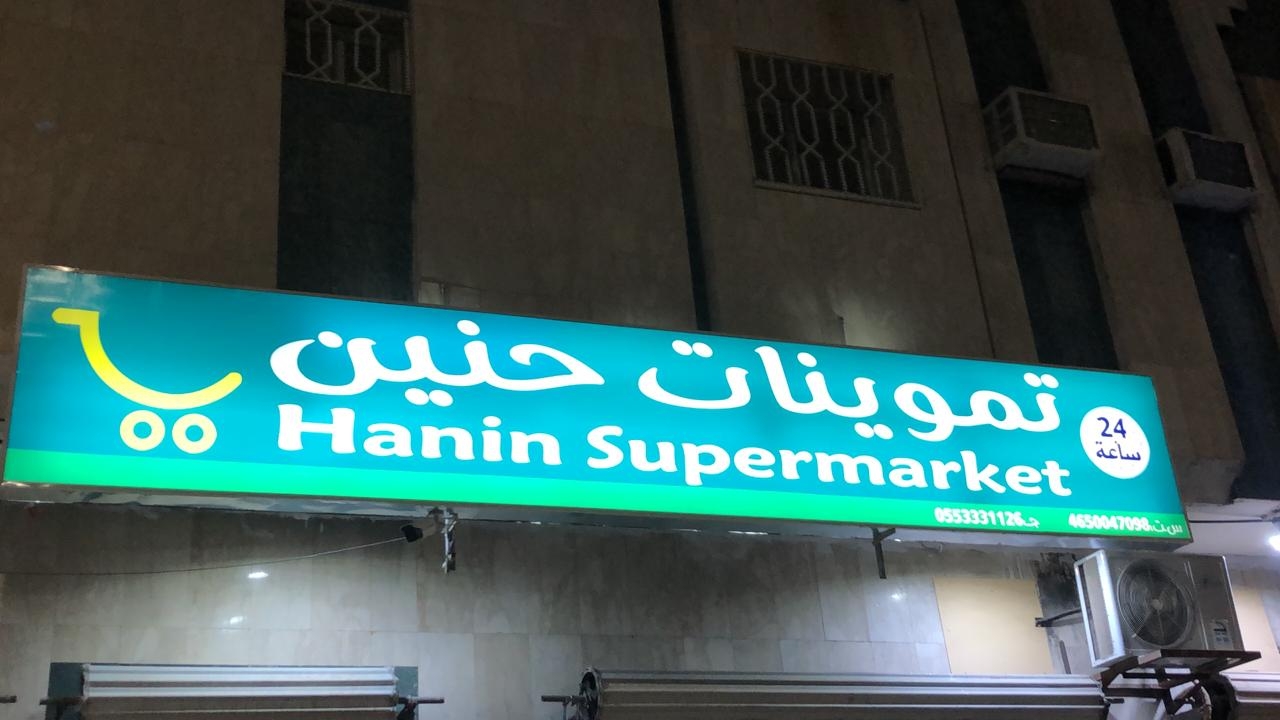 تموينات حنين
Hanin Supermarket
24
ساعة
س.ت.4650047098 ج.0553331126